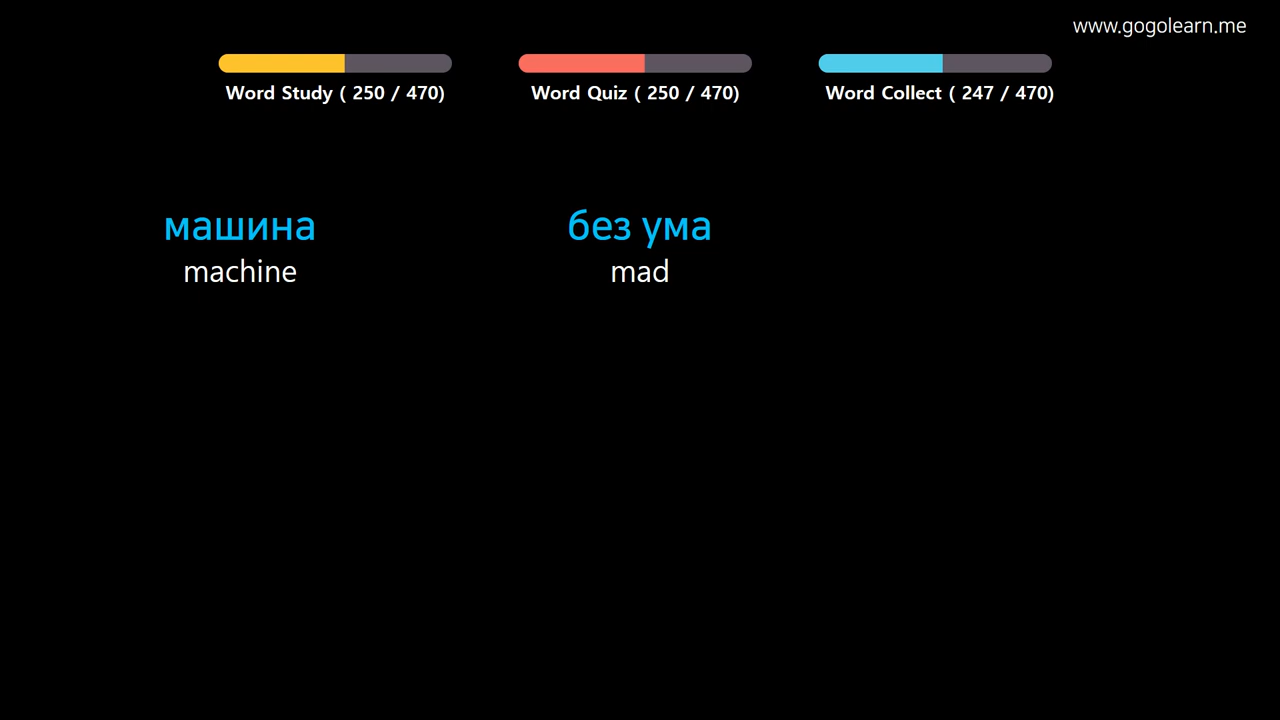 www.gogolearn.me
Word Study ( 250 / 470)
Word Quiz ( 250 / 470)
Word Collect ( 247 / 470)
машина
machine
без ума
mad